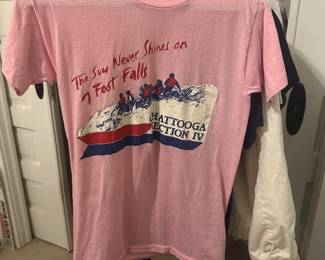 The Sun Never Shines on
7 Foot Falls
HATTOOGA
ECTION IV